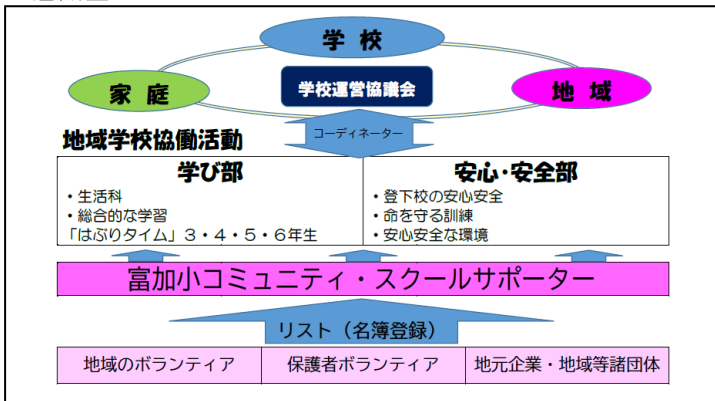 学校
家庭
学校運営協議会
地域
コーディネーター
地域学校協働活動
学び部
・生活科
・総合的な学習
「はぶりタイム」３・４・５・６年生
安心・安全部
・登下校の安心安全
・命を守る訓練
・安心安全な環境
富加小コミュニティ・スクールサポーター
リスト（名簿登録）
地域のボランティア
保護者ボランティア
地元企業・地域等諸団体